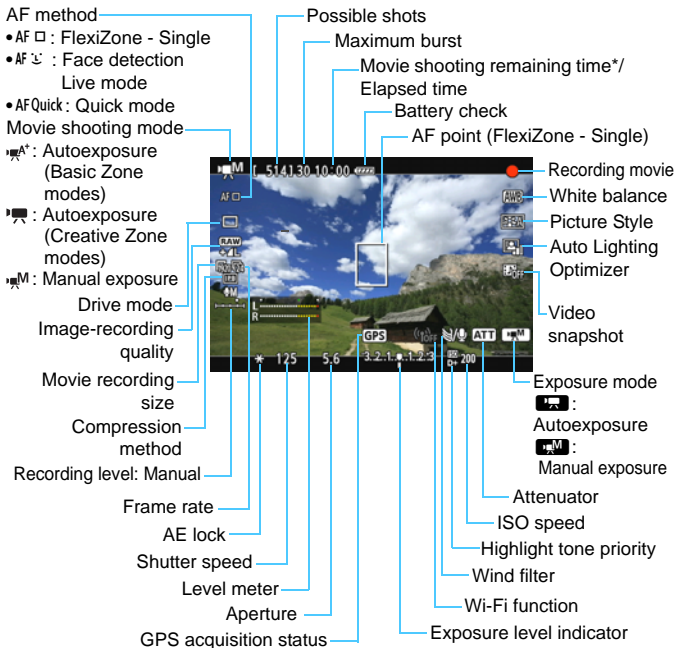 AF method
• AF □ : FlexiZone - Single
• AF : Face detection
Live mode
• AF Quick : Quick mode
Movie shooting mode
A+ : Autoexposure
(Basic Zone
modes)
: Autoexposure
(Creative Zone
modes)
M : Manual exposure
Drive mode
Image-recording
quality
Movie recording
size
Compression
method
Recording level: Manual
Frame rate
AE lock
Shutter speed
Level meter
Aperture
GPS acquisition status
Possible shots
Maximum burst
Movie shooting remaining time*/
Elapsed time
Battery check
AF point (FlexiZone - Single)
M [ 514] 30 10:00
AF □
RAW
L
M
L
R
AWB
OFF
GPS
OFF
ATT
M
* 125 5.6 3..2..1..0..1..2..3 D+ 200
Recording movie
White balance
Picture Style
Auto Lighting
Optimizer
Video
snapshot
Exposure mode
:
Autoexposure
M :
Manual exposure
Attenuator
ISO speed
Highlight tone priority
Wind filter
Wi-Fi function
Exposure level indicator